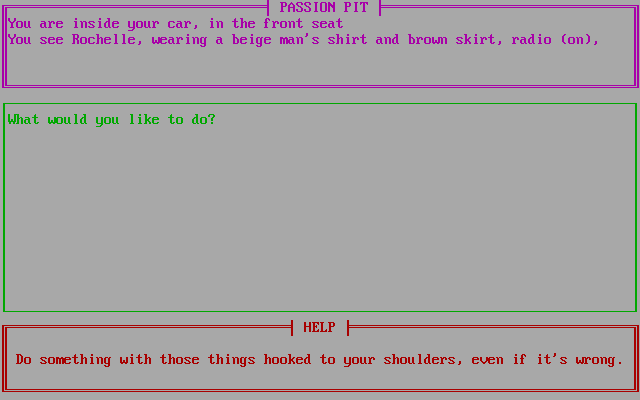 PASSION PIT
You are inside your car, in the front seat
You see Rochelle, wearing a beige man's shirt and brown skirt, radio (on),
What would you like to do?
HELP
Do something with those things hooked to your shoulders, even if it's wrong.